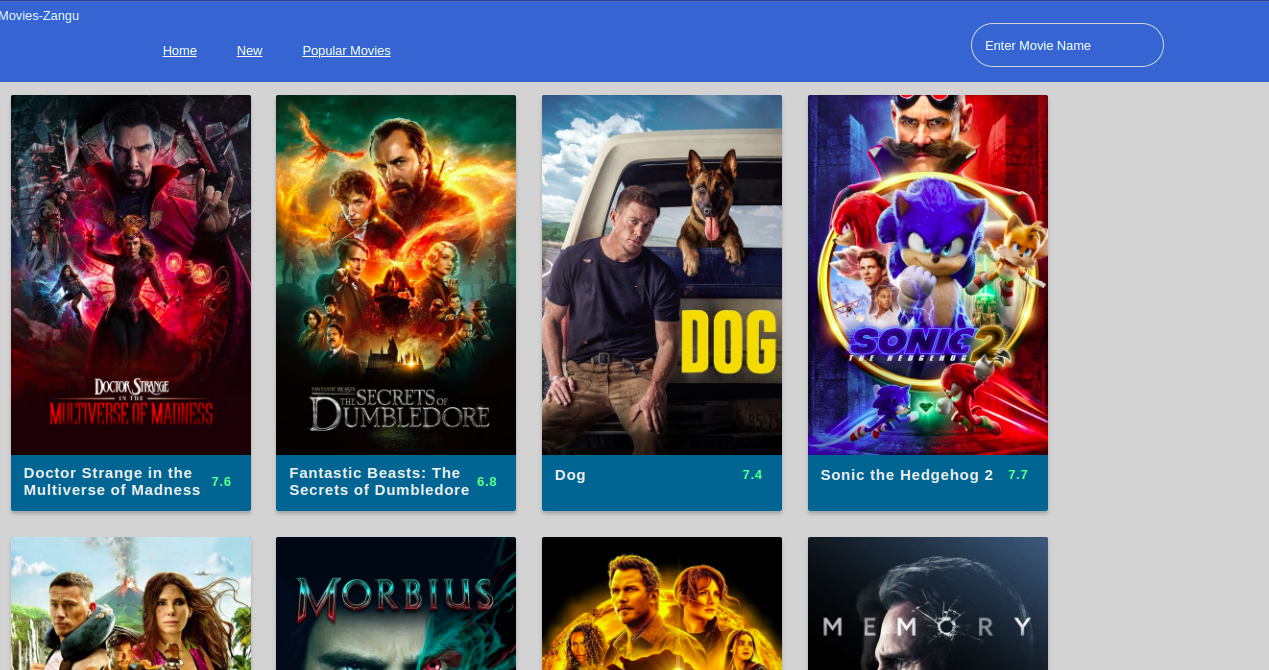 Movies-Zangu
Home New Popular Movies
Enter Movie Name
DOCTOR STRANGE
IN THE
MULTIVERSE OF MADNESS
FANTASTIC BEASTS
THE SECRETS OF
DUMBLEDORE
DOG
SONIC 2
THE HEDGEHOG
Doctor Strange in the
Multiverse of Madness
7.6
Fantastic Beasts: The
Secrets of Dumbledore
6.8
Dog
7.4
Sonic the Hedgehog 2
7.7
MORBIUS
MEMORY